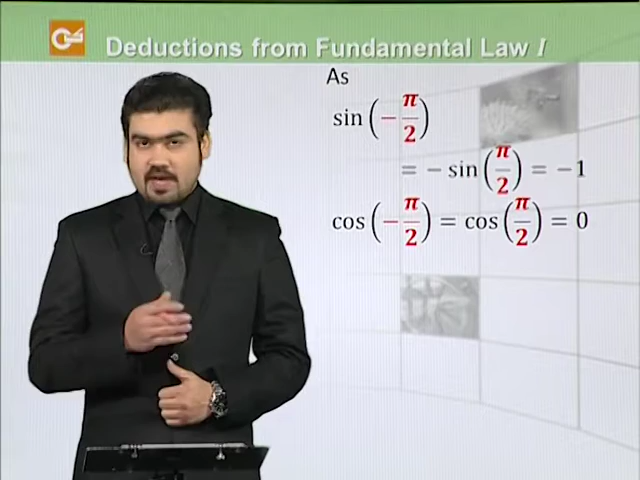 Deductions from Fundamental Law I
As
sin(−π/2)
= − sin(π/2) = −1
cos(−π/2) = cos(π/2) = 0